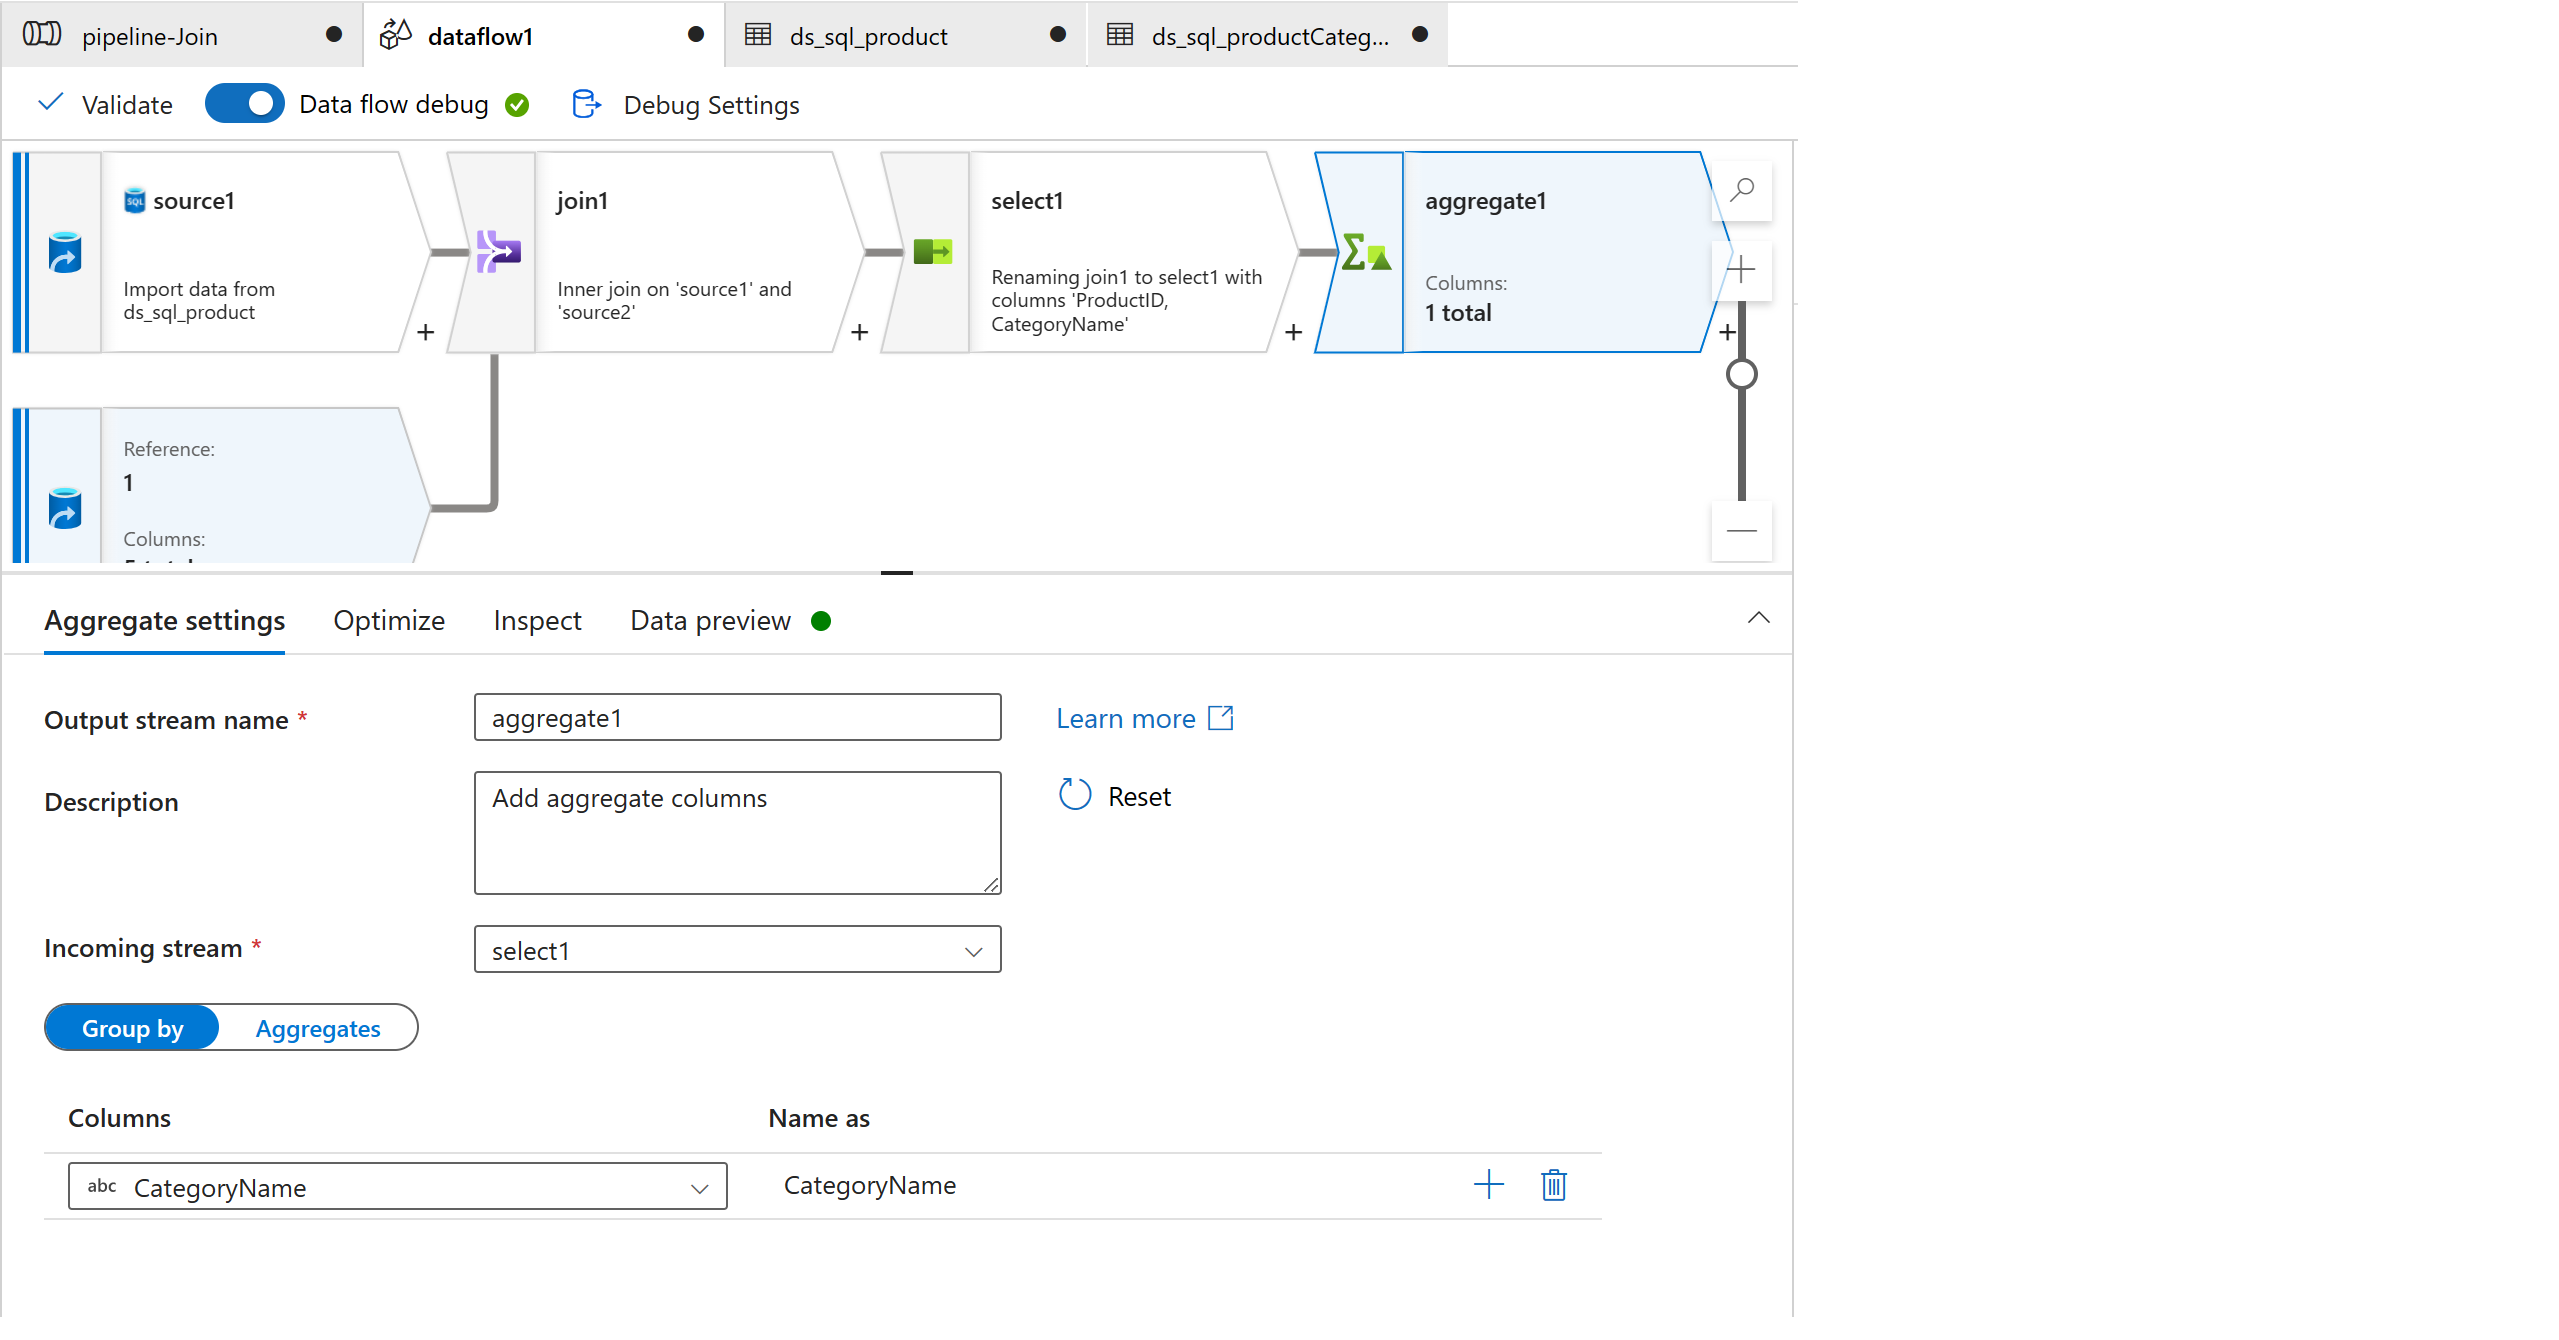 pipeline-Join
dataflow1
ds_sql_product
ds_sql_productCateg...
Validate
Data flow debug
Debug Settings
SQL
source1
Import data from
ds_sql_product
+
join1
Inner join on 'source1' and
'source2'
+
select1
Renaming join1 to select1 with
columns 'ProductID,
CategoryName'
+
aggregate1
Columns:
1 total
+
Reference:
1
Columns:
Aggregate settings
Optimize
Inspect
Data preview
Output stream name *
aggregate1
Learn more
Description
Add aggregate columns
Reset
Incoming stream *
select1
Group by
Aggregates
Columns
Name as
abc CategoryName
CategoryName